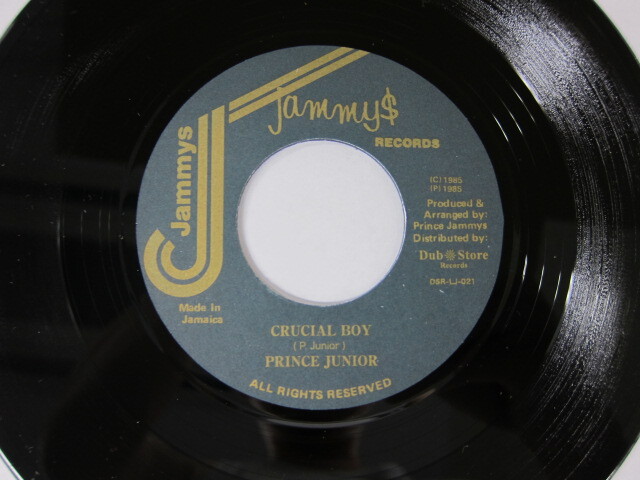 Jammy$
RECORDS
Jammys
(C) 1985
(P) 1985
Produced &
Arranged by:
Prince Jammys
Distributed by:
Dub Store
Records
DSR-LJ-021
Made In
Jamaica
CRUCIAL BOY
( P. Junior )
PRINCE JUNIOR
ALL RIGHTS RESERVED